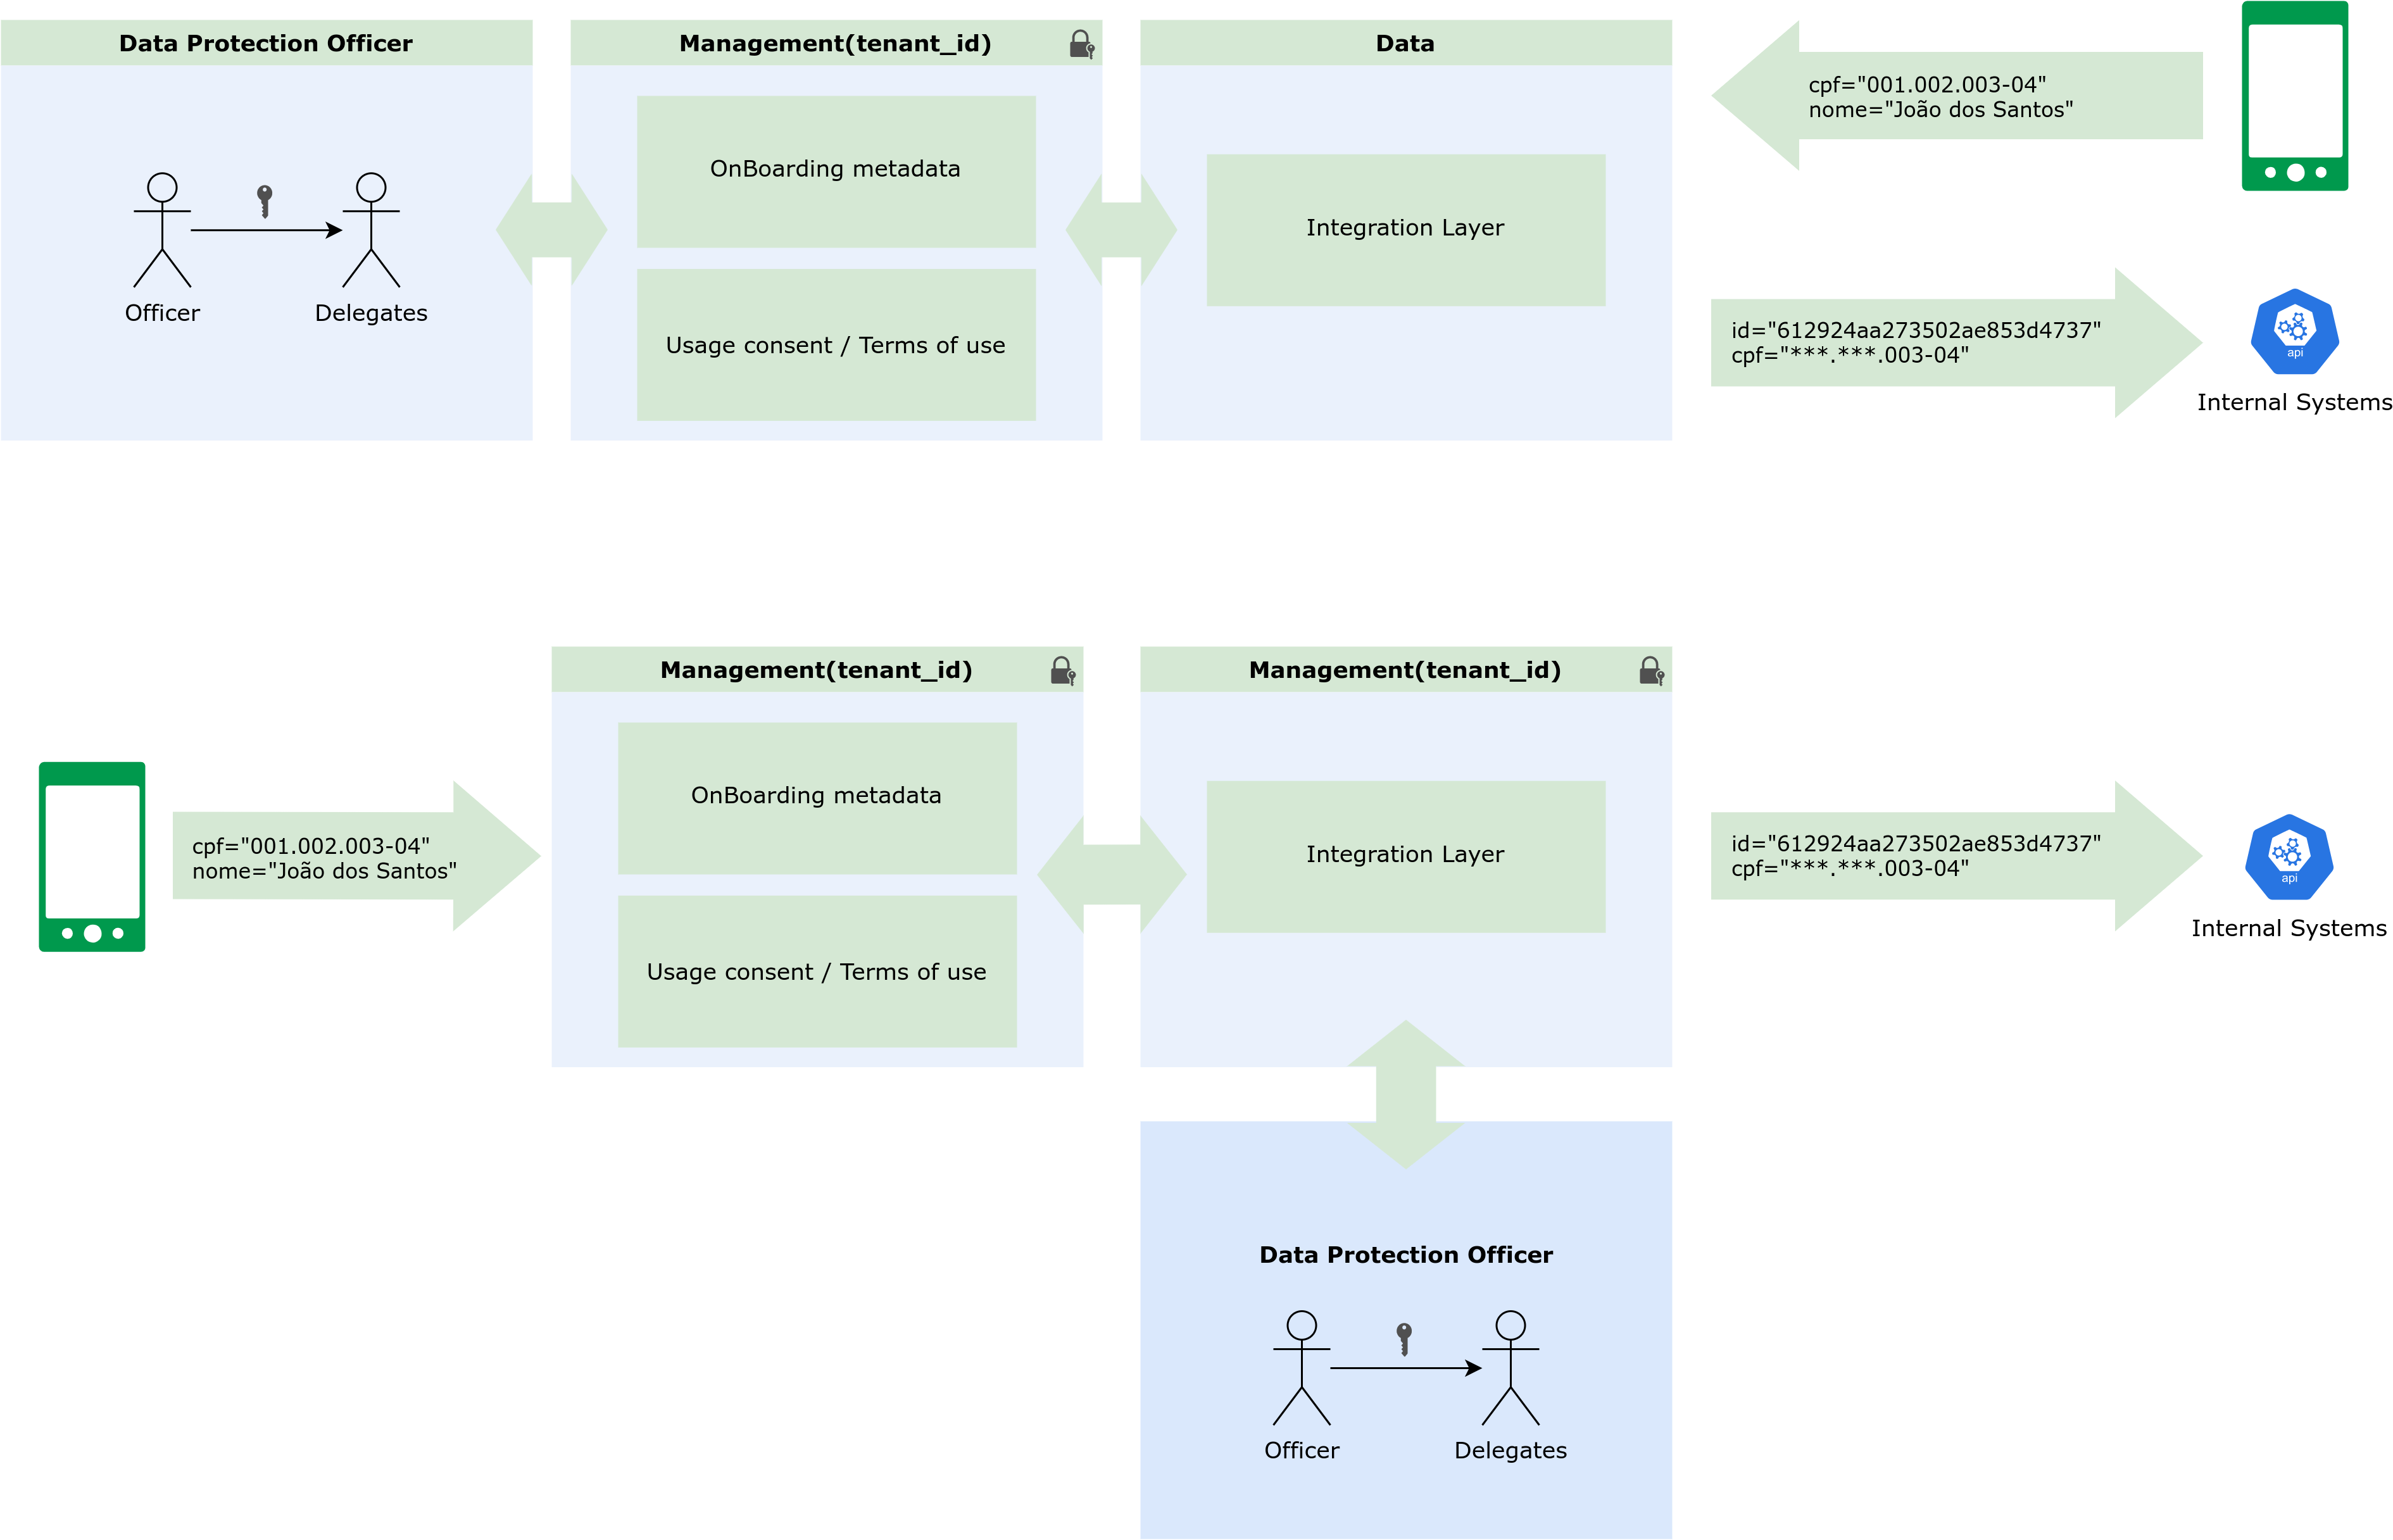 Data Protection Officer
Officer
Delegates
Management(tenant_id)
OnBoarding metadata
Usage consent / Terms of use
Data
Integration Layer
cpf="001.002.003-04"
nome="João dos Santos"
id="612924aa273502ae853d4737"
cpf="***.***.003-04"
api
Internal Systems
cpf="001.002.003-04"
nome="João dos Santos"
Management(tenant_id)
OnBoarding metadata
Usage consent / Terms of use
Management(tenant_id)
Integration Layer
id="612924aa273502ae853d4737"
cpf="***.***.003-04"
api
Internal Systems
Data Protection Officer
Officer
Delegates